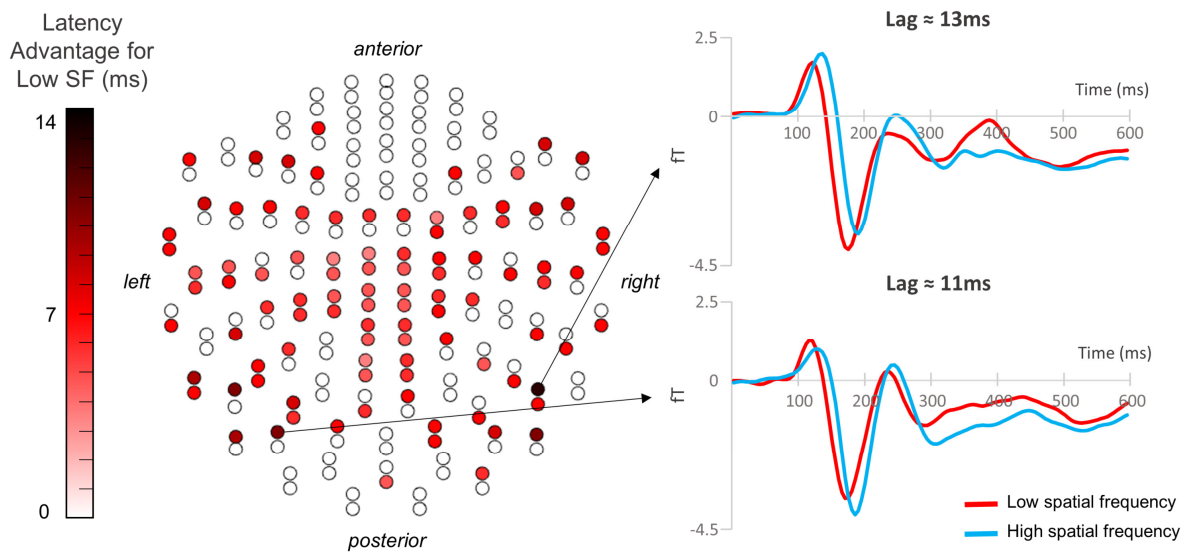 Latency
Advantage for
Low SF (ms)
14
7
0
anterior
left
right
posterior
Lag ≈ 13ms
2.5
0
-4.5
fT
Time (ms)
100 200 300 400 500 600
Lag ≈ 11ms
2.5
0
-4.5
fT
Time (ms)
100 200 300 400 500 600
Low spatial frequency
High spatial frequency